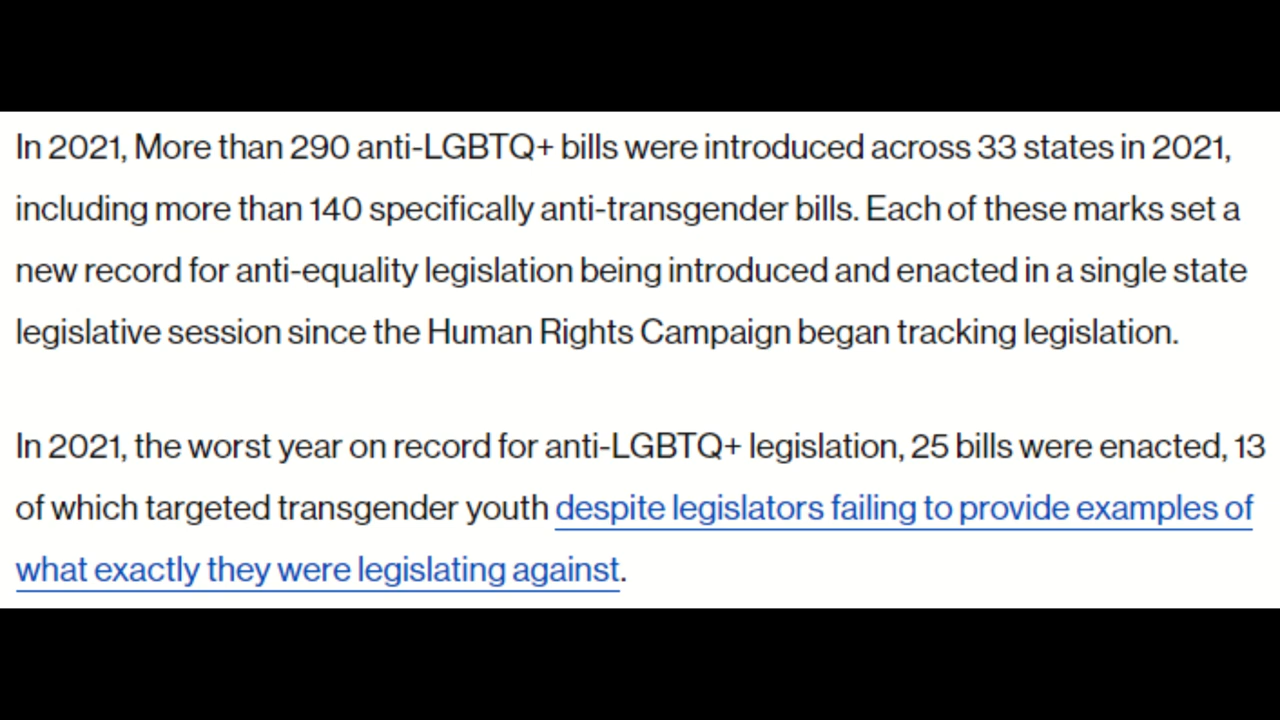 In 2021, More than 290 anti-LGBTQ+ bills were introduced across 33 states in 2021,
including more than 140 specifically anti-transgender bills. Each of these marks set a
new record for anti-equality legislation being introduced and enacted in a single state
legislative session since the Human Rights Campaign began tracking legislation.
In 2021, the worst year on record for anti-LGBTQ+ legislation, 25 bills were enacted, 13
of which targeted transgender youth despite legislators failing to provide examples of
what exactly they were legislating against.